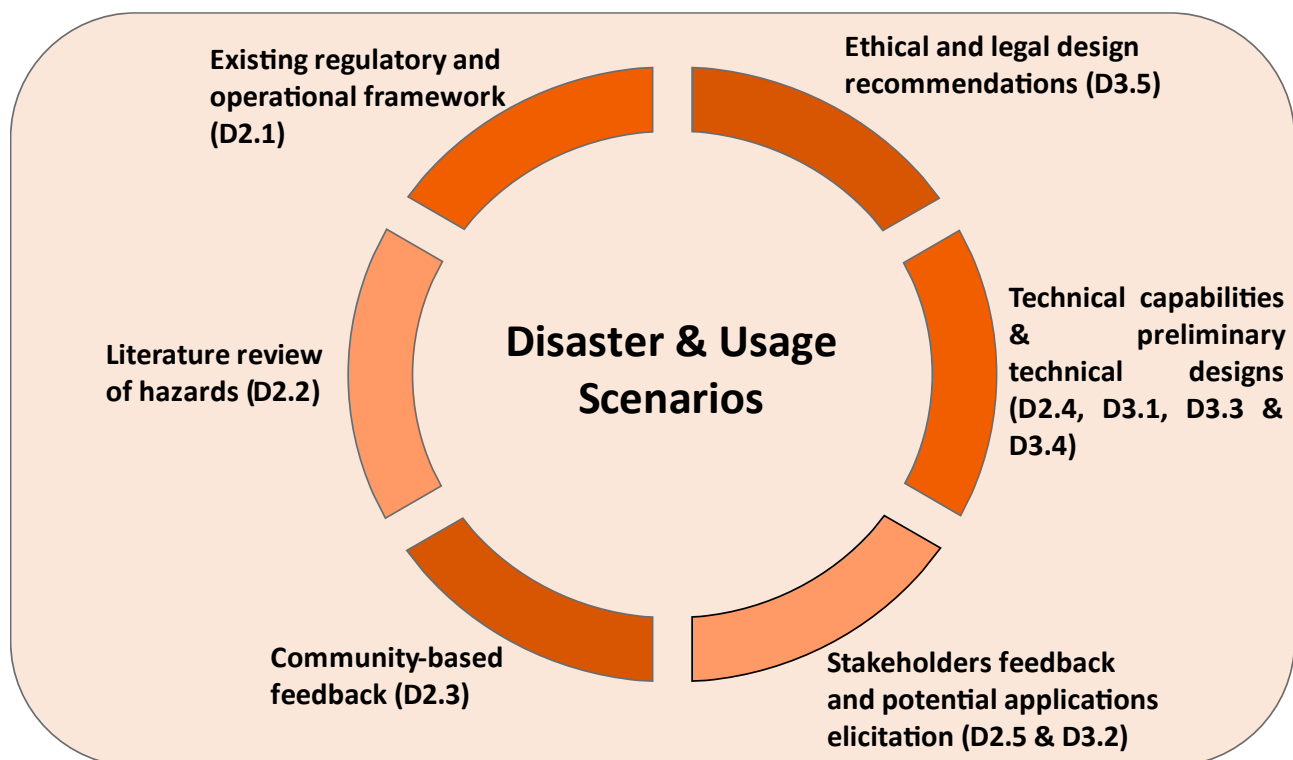 Existing regulatory and
operational framework
(D2.1)
Ethical and legal design
recommendations (D3.5)
Literature review
of hazards (D2.2)
Disaster & Usage
Scenarios
Technical capabilities
& preliminary
technical designs
(D2.4, D3.1, D3.3 &
D3.4)
Community-based
feedback (D2.3)
Stakeholders feedback
and potential applications
elicitation (D2.5 & D3.2)